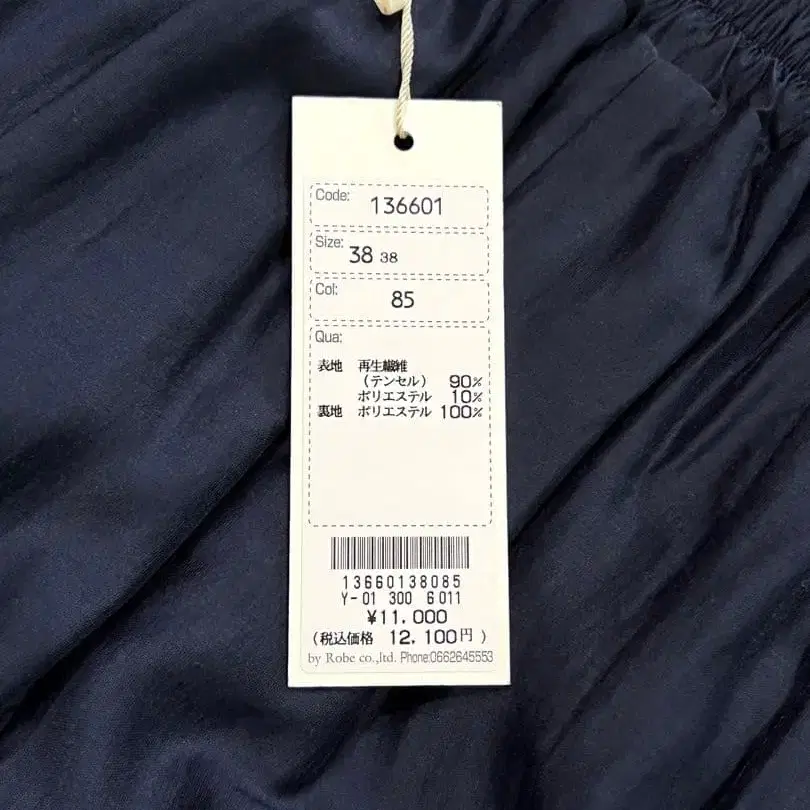 Code: 136601
Size: 38 38
Col: 85
Qua:
表地 再生繊維
(テンセル) 90%
ポリエステル 10%
裏地 ポリエステル 100%
13660138085
Y-01 300 6011
¥11,000
(税込価格 12,100円)
by Robe co.,ltd. Phone:0662645553